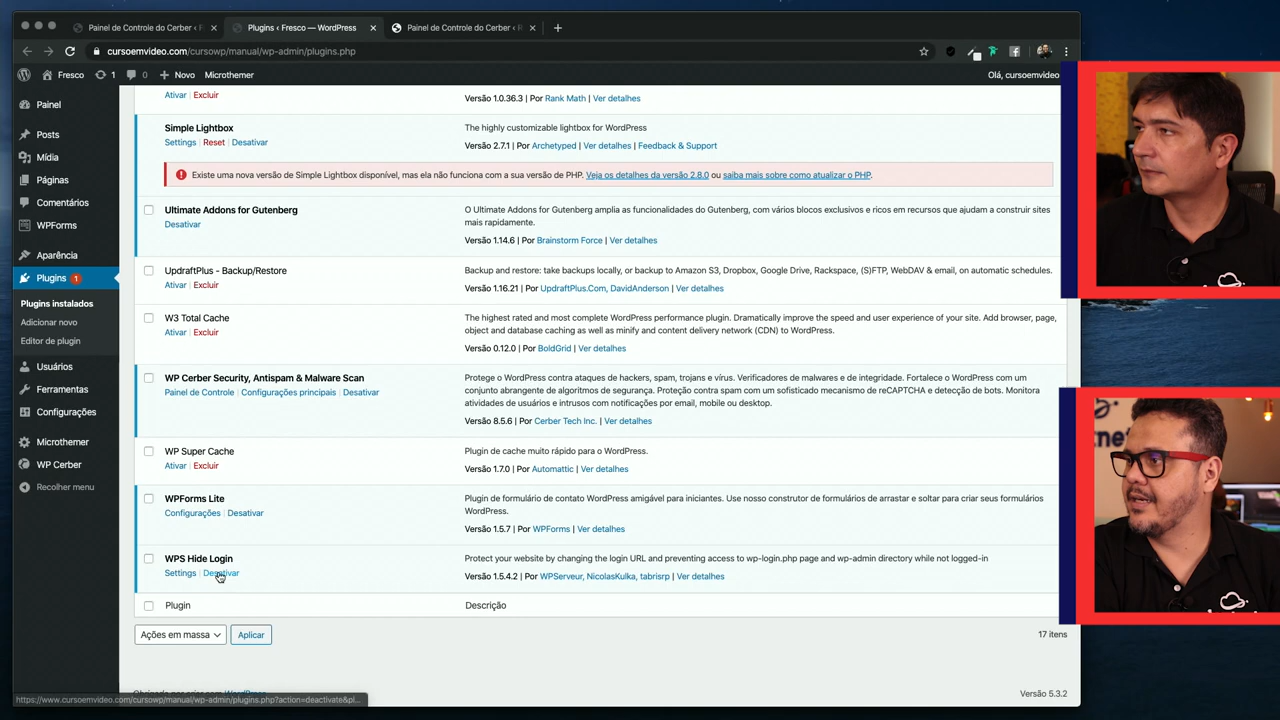 Painel de Controle do Cerber ‹ F
Plugins ‹ Fresco — WordPress
Painel de Controle do Cerber ‹ F
cursoemvideo.com/cursowp/manual/wp-admin/plugins.php
Fresco
1
0
Novo
Microthemer
Olá, cursoemvideo
Painel
Posts
Mídia
Páginas
Comentários
WPForms
Aparência
Plugins 1
Plugins instalados
Adicionar novo
Editor de plugin
Usuários
Ferramentas
Configurações
Microthemer
WP Cerber
Recolher menu
Ativar | Excluir
Versão 1.0.36.3 | Por Rank Math | Ver detalhes
Simple Lightbox
Settings | Reset | Desativar
The highly customizable lightbox for WordPress
Versão 2.7.1 | Por Archetyped | Ver detalhes | Feedback & Support
Existe uma nova versão de Simple Lightbox disponível, mas ela não funciona com a sua versão de PHP. Veja os detalhes da versão 2.8.0 ou saiba mais sobre como atualizar o PHP.
Ultimate Addons for Gutenberg
Desativar
O Ultimate Addons for Gutenberg amplia as funcionalidades do Gutenberg, com vários blocos exclusivos e ricos em recursos que ajudam a construir sites
mais rapidamente.
Versão 1.14.6 | Por Brainstorm Force | Ver detalhes
UpdraftPlus - Backup/Restore
Ativar | Excluir
Backup and restore: take backups locally, or backup to Amazon S3, Dropbox, Google Drive, Rackspace, (S)FTP, WebDAV & email, on automatic schedules.
Versão 1.16.21 | Por UpdraftPlus.Com, DavidAnderson | Ver detalhes
W3 Total Cache
Ativar | Excluir
The highest rated and most complete WordPress performance plugin. Dramatically improve the speed and user experience of your site. Add browser, page,
object and database caching as well as minify and content delivery network (CDN) to WordPress.
Versão 0.12.0 | Por BoldGrid | Ver detalhes
WP Cerber Security, Antispam & Malware Scan
Painel de Controle | Configurações principais | Desativar
Protege o WordPress contra ataques de hackers, spam, trojans e vírus. Verificadores de malwares e de integridade. Fortalece o WordPress com um
conjunto abrangente de algoritmos de segurança. Proteção contra spam com um sofisticado mecanismo de reCAPTCHA e detecção de bots. Monitora
atividades de usuários e intrusos com notificações por email, mobile ou desktop.
Versão 8.5.6 | Por Cerber Tech Inc. | Ver detalhes
WP Super Cache
Ativar | Excluir
Plugin de cache muito rápido para o WordPress.
Versão 1.7.0 | Por Automattic | Ver detalhes
WPForms Lite
Configurações | Desativar
Plugin de formulário de contato WordPress amigável para iniciantes. Use nosso construtor de formulários de arrastar e soltar para criar seus formulários
WordPress.
Versão 1.5.7 | Por WPForms | Ver detalhes
WPS Hide Login
Settings | Desativar
Protect your website by changing the login URL and preventing access to wp-login.php page and wp-admin directory while not logged-in
Versão 1.5.4.2 | Por WPServeur, NicolasKulka, tabrisrp | Ver detalhes
Plugin
Descrição
Ações em massa
Aplicar
17 itens
Versão 5.3.2
https://www.cursoemvideo.com/cursowp/manual/wp-admin/plugins.php?action=deactivate&pl...